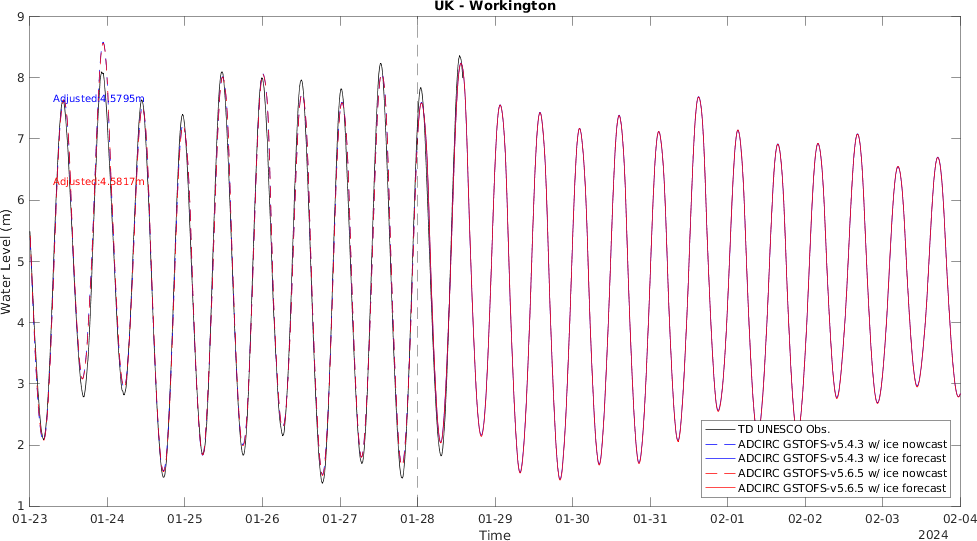 UK - Workington
9
8
7
6
5
4
3
2
1
Water Level (m)
Adjusted:4.5795m
Adjusted:4.5817m
TD UNESCO Obs.
ADCIRC GSTOFS-v5.4.3 w/ ice nowcast
ADCIRC GSTOFS-v5.4.3 w/ ice forecast
ADCIRC GSTOFS-v5.6.5 w/ ice nowcast
ADCIRC GSTOFS-v5.6.5 w/ ice forecast
01-23 01-24 01-25 01-26 01-27 01-28 01-29 01-30 01-31 02-01 02-02 02-03 02-04
Time
2024